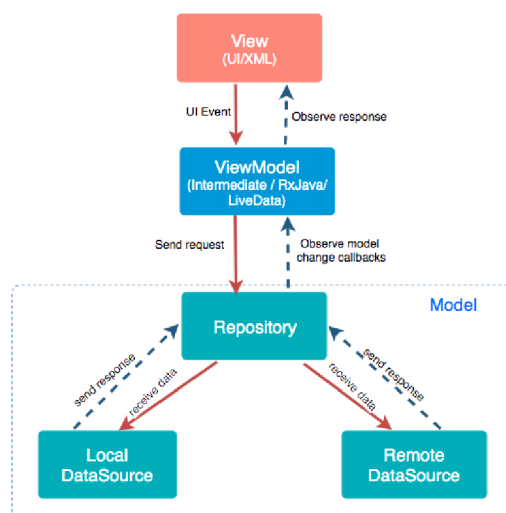 View
(UI/XML)
UI Event
Observe response
ViewModel
(Intermediate / RxJava/
LiveData)
Send request
Observe model
change callbacks
Model
Repository
send response
receive data
receive data
send response
Local
DataSource
Remote
DataSource